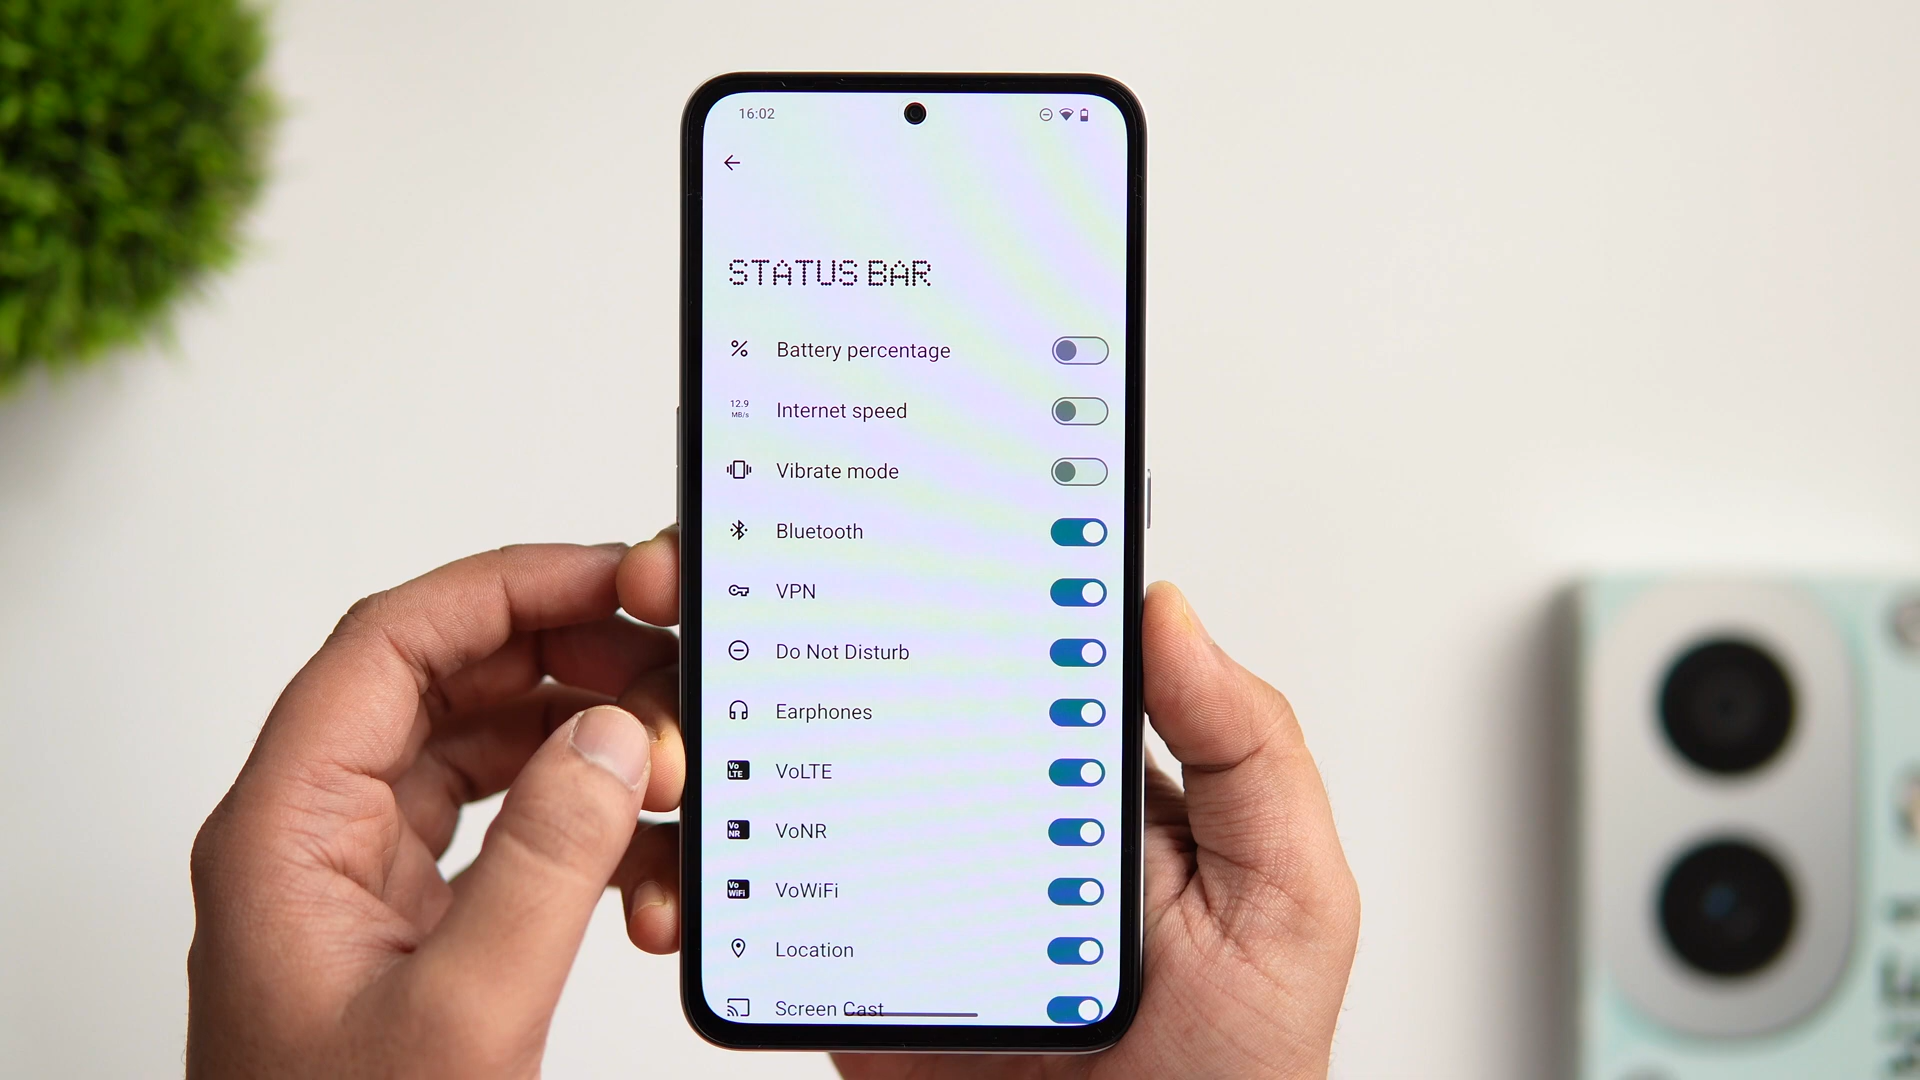 16:02
STATUS BAR
Battery percentage
12.9
MB/s
Internet speed
Vibrate mode
Bluetooth
VPN
Do Not Disturb
Earphones
Vo
LTE
VoLTE
Vo
NR
VoNR
Vo
WiFi
VoWiFi
Location
Screen Cast